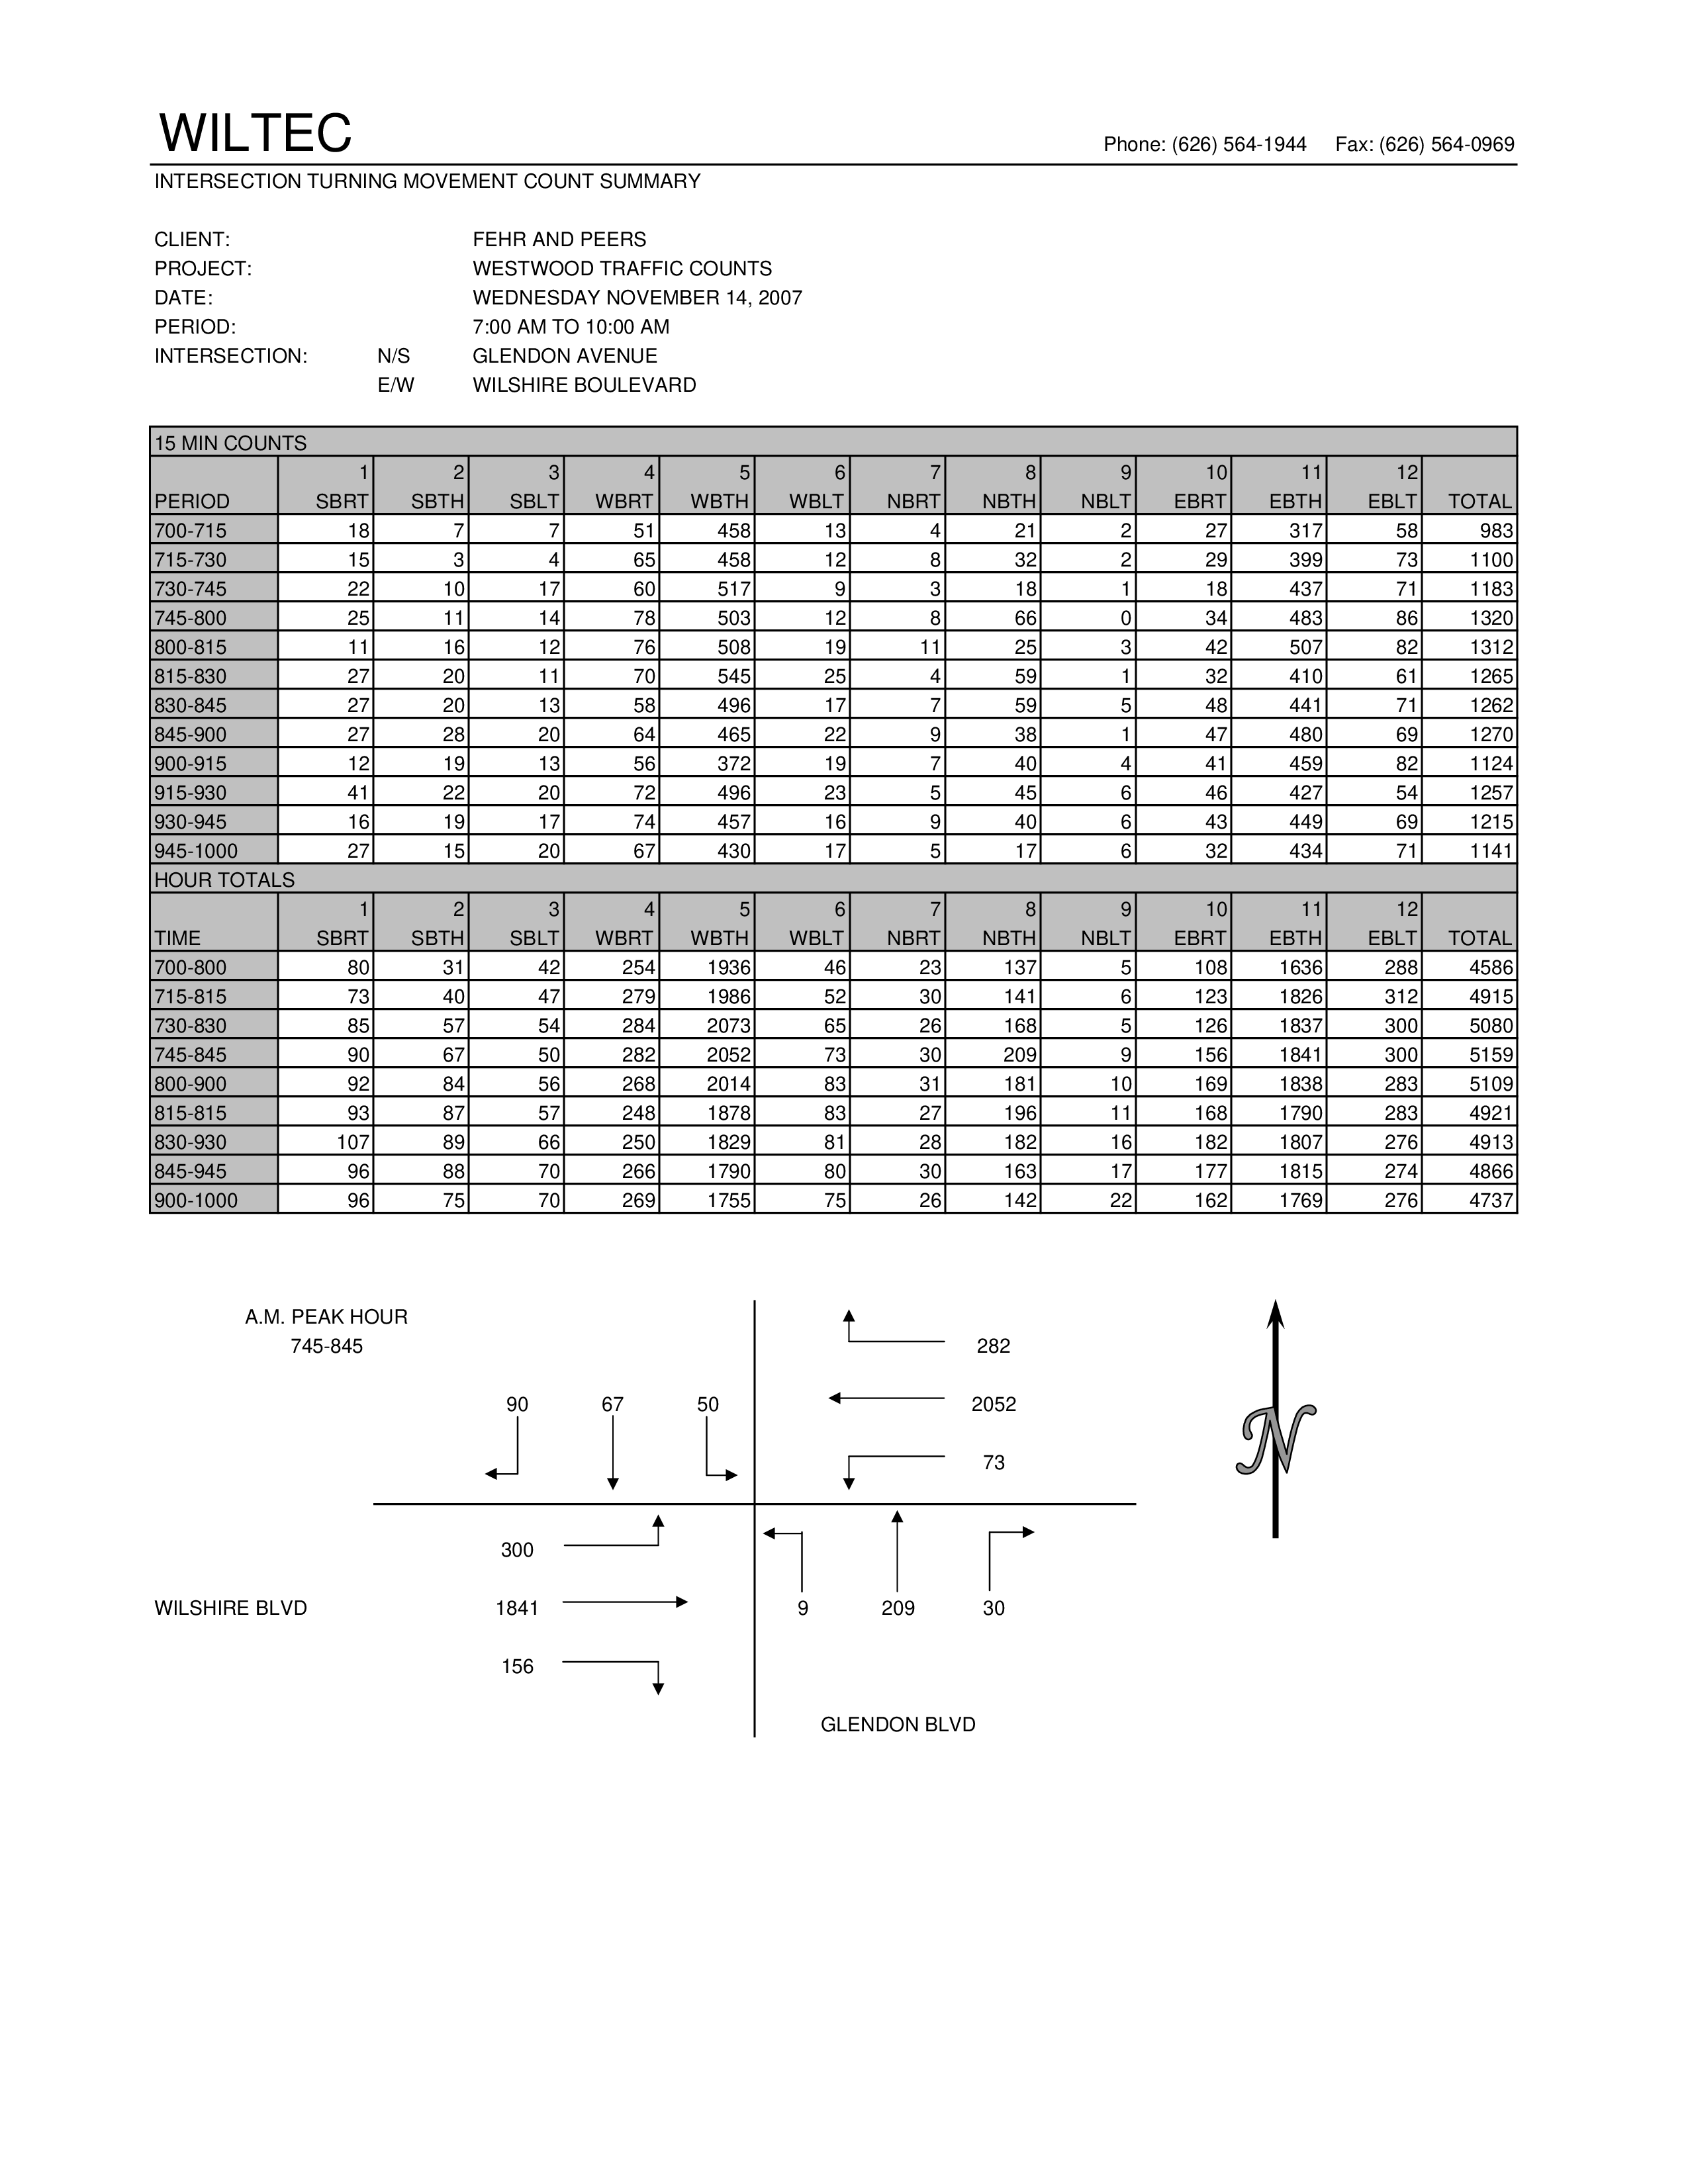 WILTEC
Phone: (626) 564-1944 Fax: (626) 564-0969
INTERSECTION TURNING MOVEMENT COUNT SUMMARY
CLIENT: FEHR AND PEERS
PROJECT: WESTWOOD TRAFFIC COUNTS
DATE: WEDNESDAY NOVEMBER 14, 2007
PERIOD: 7:00 AM TO 10:00 AM
INTERSECTION: N/S GLENDON AVENUE
E/W WILSHIRE BOULEVARD
15 MIN COUNTS
1 2 3 4 5 6 7 8 9 10 11 12
PERIOD SBRT SBTH SBLT WBRT WBTH WBLT NBRT NBTH NBLT EBRT EBTH EBLT TOTAL
700-715 18 7 7 51 458 13 4 21 2 27 317 58 983
715-730 15 3 4 65 458 12 8 32 2 29 399 73 1100
730-745 22 10 17 60 517 9 3 18 1 18 437 71 1183
745-800 25 11 14 78 503 12 8 66 0 34 483 86 1320
800-815 11 16 12 76 508 19 11 25 3 42 507 82 1312
815-830 27 20 11 70 545 25 4 59 1 32 410 61 1265
830-845 27 20 13 58 496 17 7 59 5 48 441 71 1262
845-900 27 28 20 64 465 22 9 38 1 47 480 69 1270
900-915 12 19 13 56 372 19 7 40 4 41 459 82 1124
915-930 41 22 20 72 496 23 5 45 6 46 427 54 1257
930-945 16 19 17 74 457 16 9 40 6 43 449 69 1215
945-1000 27 15 20 67 430 17 5 17 6 32 434 71 1141
HOUR TOTALS
1 2 3 4 5 6 7 8 9 10 11 12
TIME SBRT SBTH SBLT WBRT WBTH WBLT NBRT NBTH NBLT EBRT EBTH EBLT TOTAL
700-800 80 31 42 254 1936 46 23 137 5 108 1636 288 4586
715-815 73 40 47 279 1986 52 30 141 6 123 1826 312 4915
730-830 85 57 54 284 2073 65 26 168 5 126 1837 300 5080
745-845 90 67 50 282 2052 73 30 209 9 156 1841 300 5159
800-900 92 84 56 268 2014 83 31 181 10 169 1838 283 5109
815-815 93 87 57 248 1878 83 27 196 11 168 1790 283 4921
830-930 107 89 66 250 1829 81 28 182 16 182 1807 276 4913
845-945 96 88 70 266 1790 80 30 163 17 177 1815 274 4866
900-1000 96 75 70 269 1755 75 26 142 22 162 1769 276 4737
A.M. PEAK HOUR
745-845 282
90 67 50 2052
73
N
300
WILSHIRE BLVD 1841 9 209 30
156
GLENDON BLVD